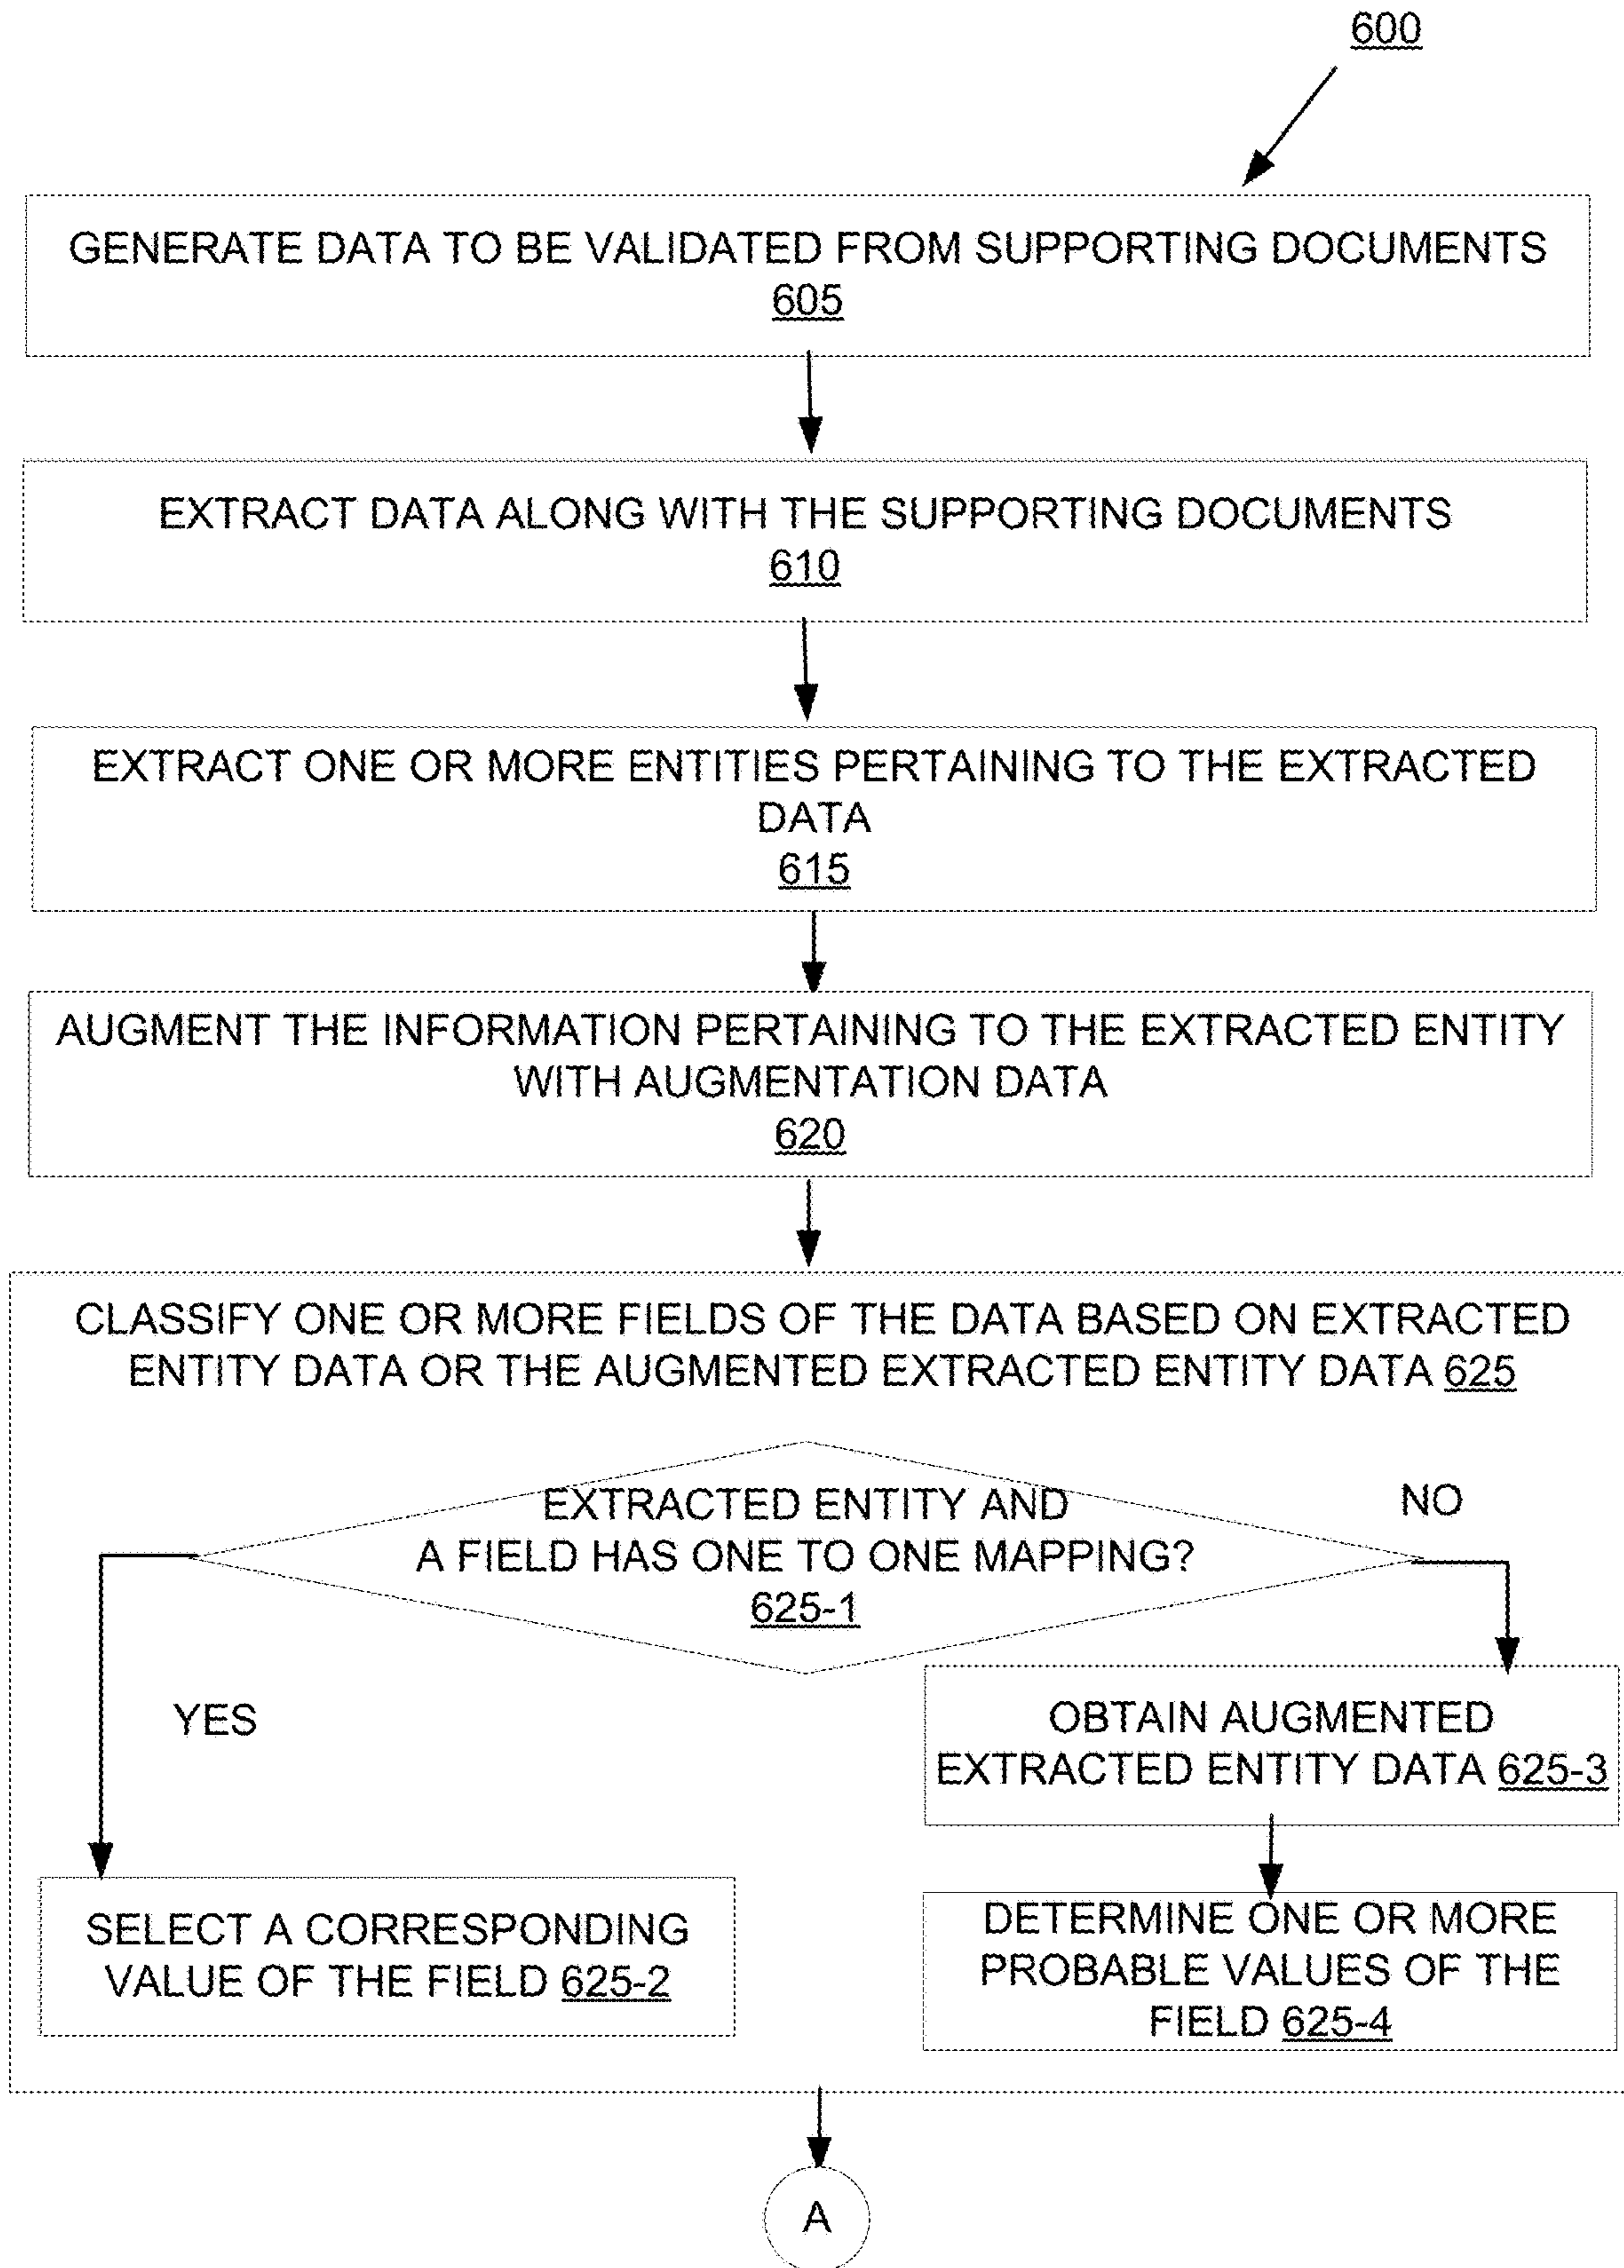 600
GENERATE DATA TO BE VALIDATED FROM SUPPORTING DOCUMENTS
605
EXTRACT DATA ALONG WITH THE SUPPORTING DOCUMENTS
610
EXTRACT ONE OR MORE ENTITIES PERTAINING TO THE EXTRACTED
DATA
615
AUGMENT THE INFORMATION PERTAINING TO THE EXTRACTED ENTITY
WITH AUGMENTATION DATA
620
CLASSIFY ONE OR MORE FIELDS OF THE DATA BASED ON EXTRACTED
ENTITY DATA OR THE AUGMENTED EXTRACTED ENTITY DATA 625
EXTRACTED ENTITY AND
A FIELD HAS ONE TO ONE MAPPING?
625-1
NO
YES
OBTAIN AUGMENTED
EXTRACTED ENTITY DATA 625-3
SELECT A CORRESPONDING
VALUE OF THE FIELD 625-2
DETERMINE ONE OR MORE
PROBABLE VALUES OF THE
FIELD 625-4
A